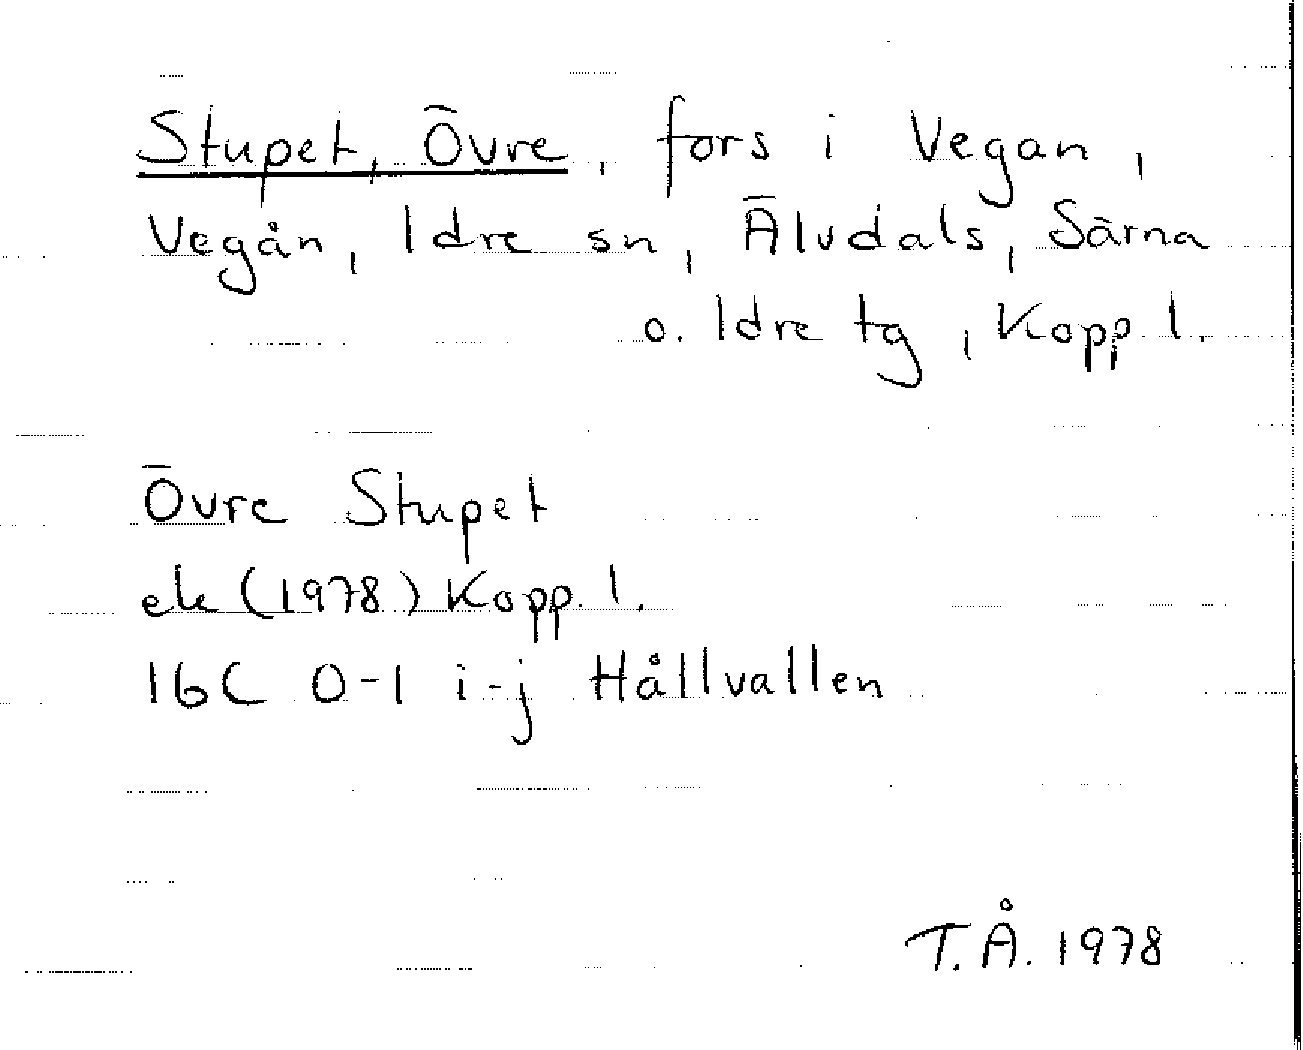 Stupet, Övre, fors i Vegan,
Vegån, Idre sn, Älvdals, Särna
o. Idre tg, Kopp l.
Övre Stupet
ek (1978) Kopp. l.
16C 0-1 i-j Hållvallen
T.Å. 1978